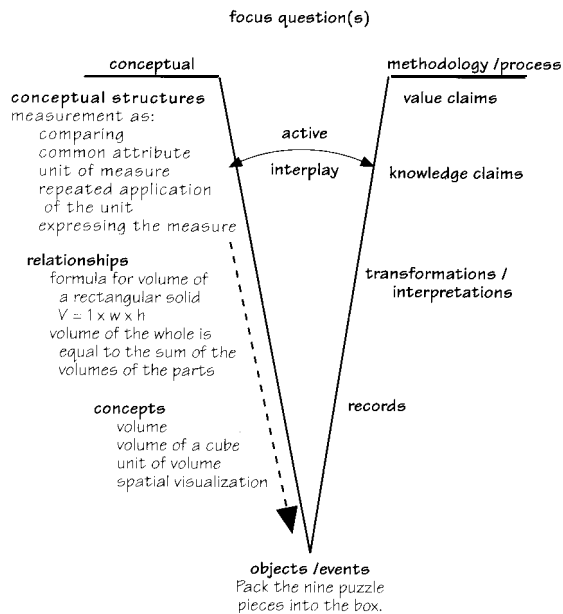 focus question(s)
conceptual
methodology/process
conceptual structures
measurement as:
comparing
common attribute
unit of measure
repeated application
of the unit
expressing the measure
relationships
formula for volume of
a rectangular solid
V = 1 x w x h
volume of the whole is
equal to the sum of the
volumes of the parts
concepts
volume
volume of a cube
unit of volume
spatial visualization
active
interplay
value claims
knowledge claims
transformations /
interpretations
records
objects /events
Pack the nine puzzle
pieces into the box.